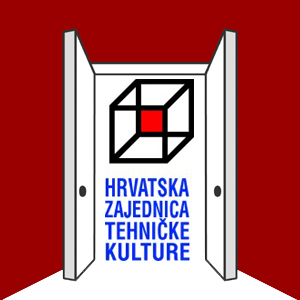 HRVATSKA
ZAJEDNICA
TEHNIČKE
KULTURE